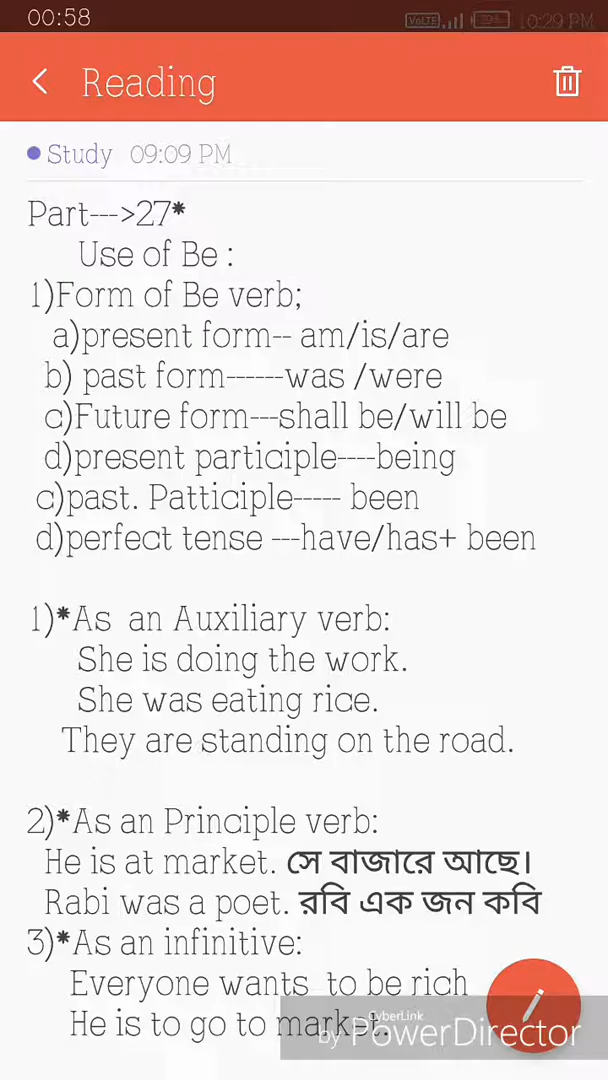 00:58
VoLTE 10:29 PM
Reading
Study 09:09 PM
Part--->27*
Use of Be :
1)Form of Be verb;
a)present form-- am/is/are
b) past form------was /were
c)Future form---shall be/will be
d)present participle----being
c)past. Patticiple----- been
d)perfect tense ---have/has+ been
1)*As an Auxiliary verb:
She is doing the work.
She was eating rice.
They are standing on the road.
2)*As an Principle verb:
He is at market. সে বাজারে আছে।
Rabi was a poet. রবি এক জন কবি
3)*As an infinitive:
Everyone wants to be rich
He is to go to market.
CyberLink
by PowerDirector